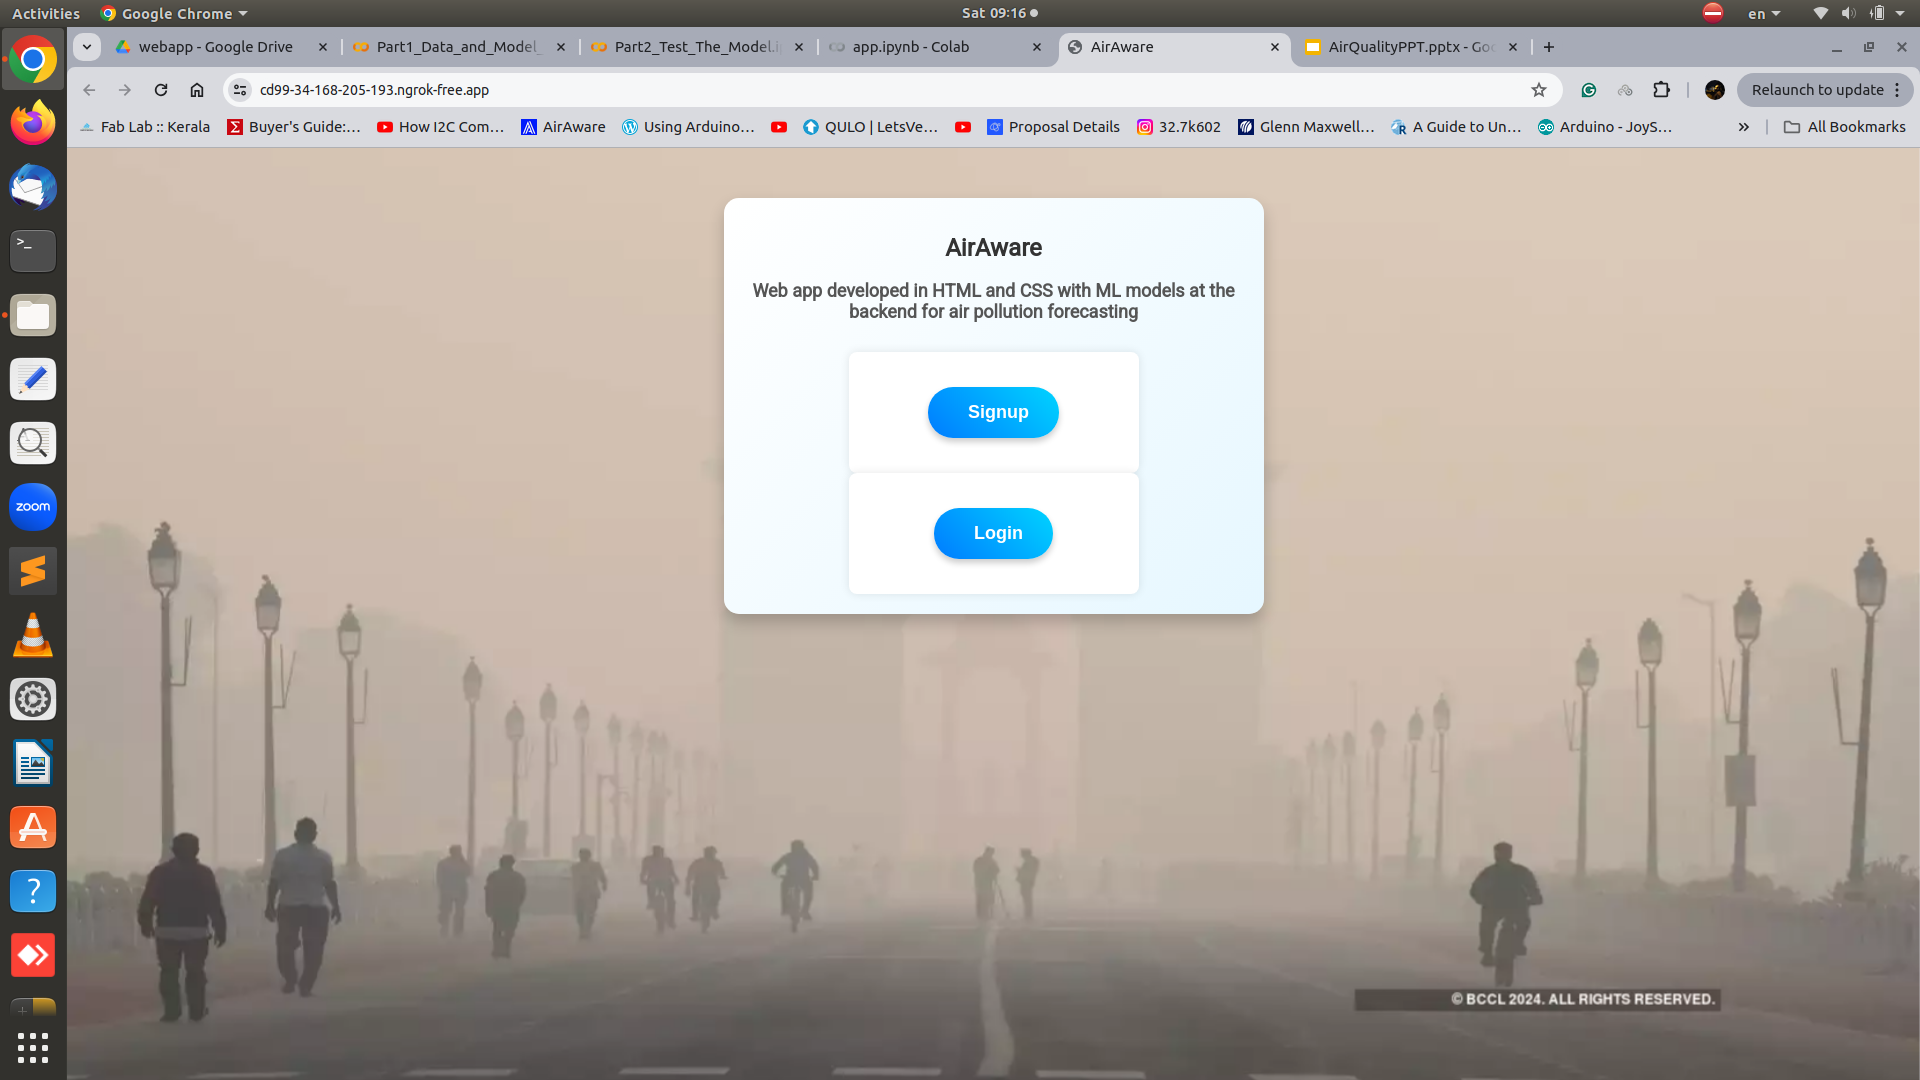 Activities Google Chrome Sat 09:16 en
webapp - Google Drive Part1_Data_and_Model_ Part2_Test_The_Model.i app.ipynb - Colab AirAware AirQualityPPT.pptx - Goo
cd99-34-168-205-193.ngrok-free.app Relaunch to update
Fab Lab :: Kerala Buyer's Guide:... How I2C Com... AirAware Using Arduino... QULO | LetsVe... Proposal Details 32.7k602 Glenn Maxwell... A Guide to Un... Arduino - JoyS... All Bookmarks
AirAware
Web app developed in HTML and CSS with ML models at the
backend for air pollution forecasting
Signup
zoom
Login
© BCCL 2024. ALL RIGHTS RESERVED.